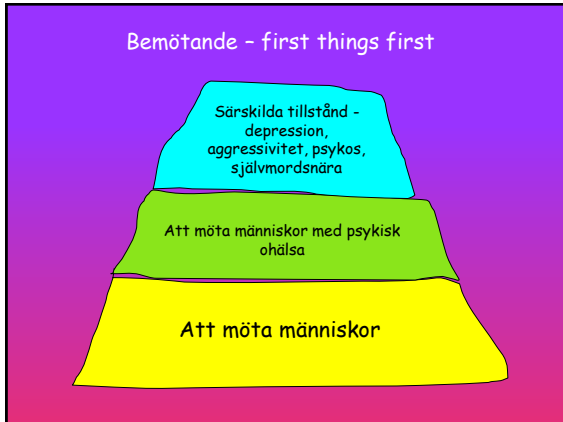 Bemötande – first things first
Särskilda tillstånd -
depression,
aggressivitet, psykos,
självmordsnära
Att möta människor med psykisk
ohälsa
Att möta människor